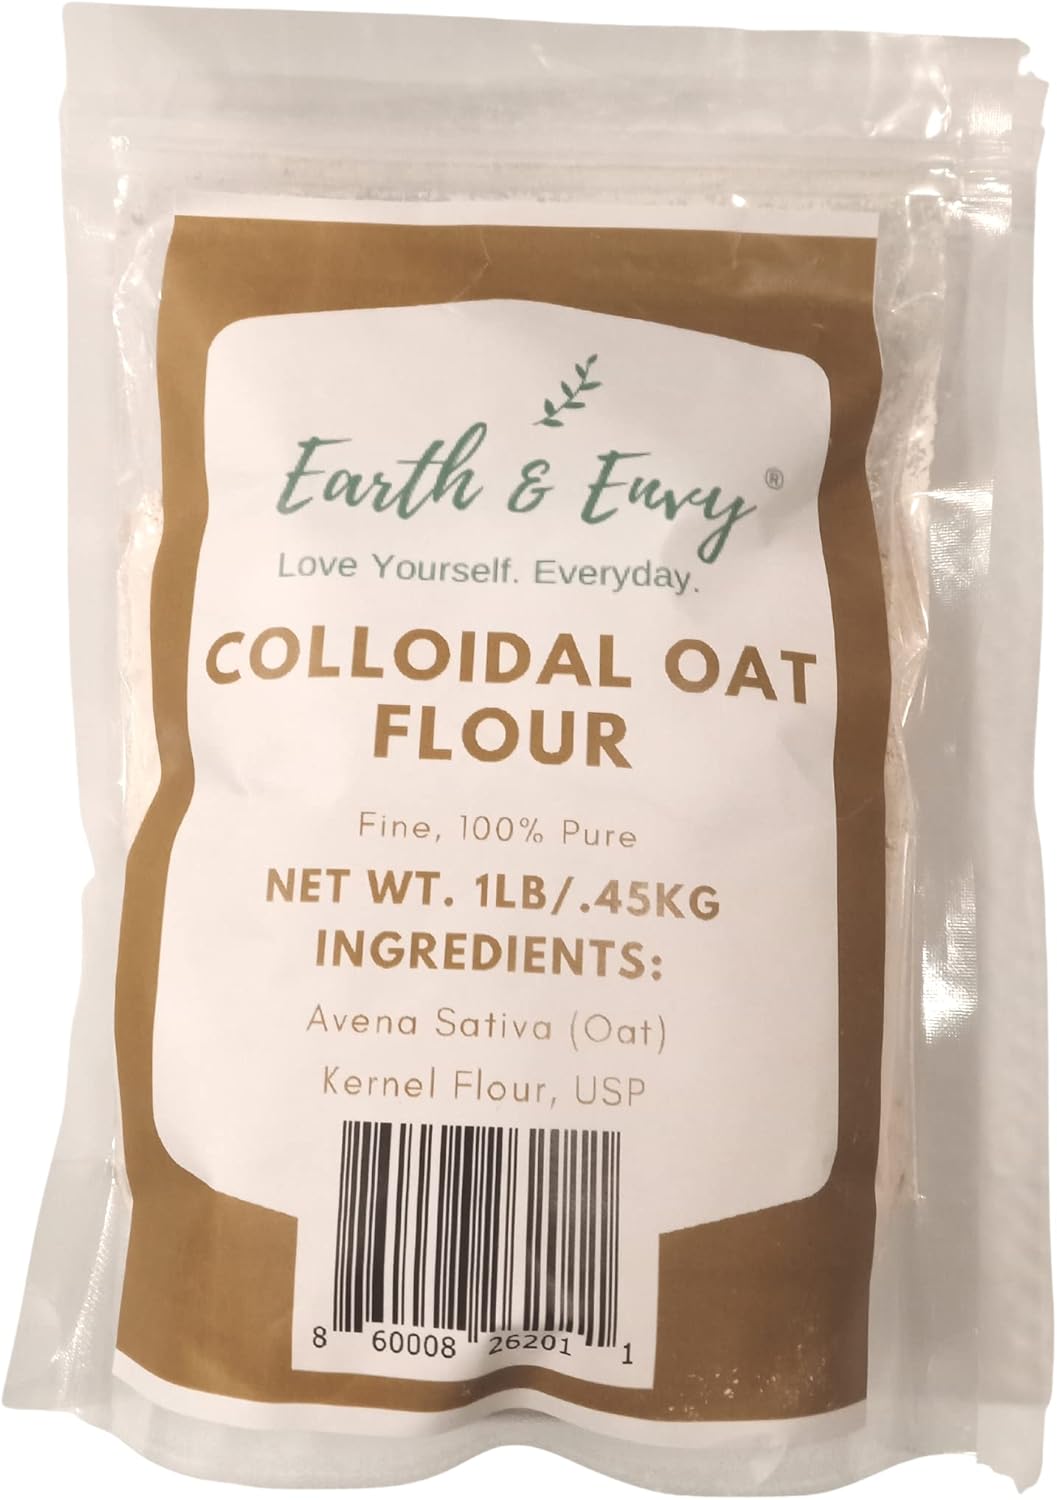 Earth & Envy®
Love Yourself. Everyday.
COLLOIDAL OAT
FLOUR
Fine, 100% Pure
NET WT. 1LB/.45KG
INGREDIENTS:
Avena Sativa (Oat)
Kernel Flour, USP
8 60008 26201 1